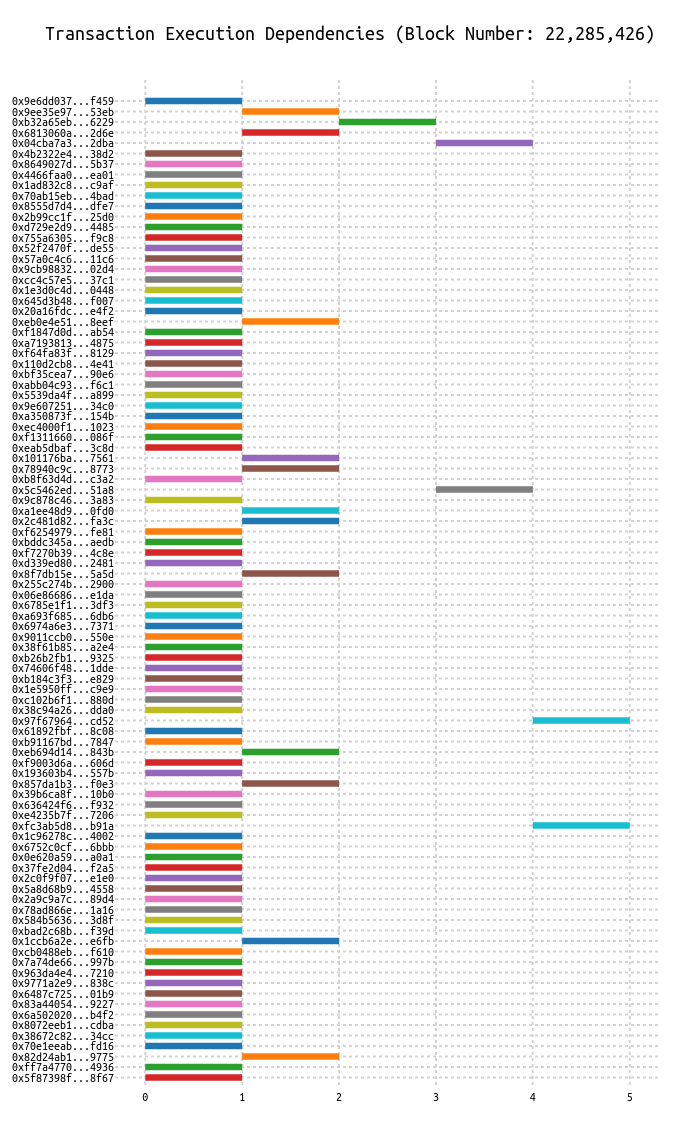 Transaction Execution Dependencies (Block Number: 22,285,426)
0x9e6dd037...f459
0x9ee35e97...53eb
0xb32a65eb...6229
0x6813060a...2d6e
0x04cba7a3...2dba
0x4b2322e4...38d2
0x8649027d...5b37
0x4466faa0...ea01
0x1ad832c8...c9af
0x70ab15eb...4bad
0x8555d7d4...dfe7
0x2b99cc1f...25d0
0xd729e2d9...4485
0x755a6305...f9c8
0x52f2470f...de55
0x57a0c4c6...11c6
0x9cb98832...02d4
0xcc4c57e5...37c1
0x1e3d0c4d...0448
0x645d3b48...f007
0x20a16fdc...e4f2
0xeb0e4e51...8eef
0xf1847d0d...ab54
0xa7193813...4875
0xf64fa83f...8129
0x110d2cb8...4e41
0xbf35cea7...90e6
0xabb04c93...f6c1
0x5539da4f...a899
0x9e607251...34c0
0xa350873f...154b
0xec4000f1...1023
0xf1311660...086f
0xeab5dbaf...3c8d
0x101176ba...7561
0x78940c9c...8773
0xb8f63d4d...c3a2
0x5c5462ed...51a8
0x9c878c46...3a83
0xa1ee48d9...0fd0
0x2c481d82...fa3c
0xf6254979...fe81
0xbddc345a...aedb
0xf7270b39...4c8e
0xd339ed80...2481
0x8f7db15e...5a5d
0x255c274b...2900
0x06e86686...e1da
0x6785e1f1...3df3
0xa693f685...6db6
0x6974a6e3...7371
0x9011ccb0...550e
0x38f61b85...a2e4
0xb26b2fb1...9325
0x74606f48...1dde
0xb184c3f3...e829
0x1e5950ff...c9e9
0xc102b6f1...880d
0x38c94a26...dda0
0x97f67964...cd52
0x61892fbf...8c08
0xb91167bd...7847
0xeb694d14...843b
0xf9003d6a...606d
0x193603b4...557b
0x857da1b3...f0e3
0x39b6ca8f...10b0
0x636424f6...f932
0xe4235b7f...7206
0xfc3ab5d8...b91a
0x1c96278c...4002
0x6752c0cf...6bbb
0x0e620a59...a0a1
0x37fe2d04...f2a5
0x2c0f9f07...e1e0
0x5a8d68b9...4558
0x2a9c9a7c...89d4
0x78ad866e...1a16
0x584b5636...3d8f
0xbad2c68b...f39d
0x1ccb6a2e...e6fb
0xcb0488eb...f610
0x7a74de66...997b
0x963da4e4...7210
0x9771a2e9...838c
0x6487c725...01b9
0x83a44054...9227
0x6a502020...b4f2
0x8072eeb1...cdba
0x38672c82...34cc
0x70e1eeab...fd16
0x82d24ab1...9775
0xff7a4770...4936
0x5f87398f...8f67
0 1 2 3 4 5